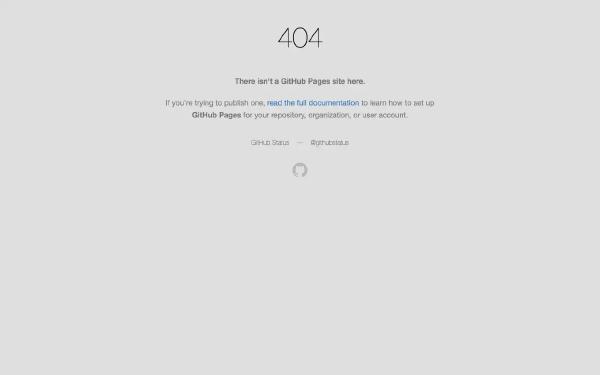 404
There isn't a GitHub Pages site here.
If you're trying to publish one, read the full documentation to learn how to set up
GitHub Pages for your repository, organization, or user account.
GitHub Status — @githubstatus